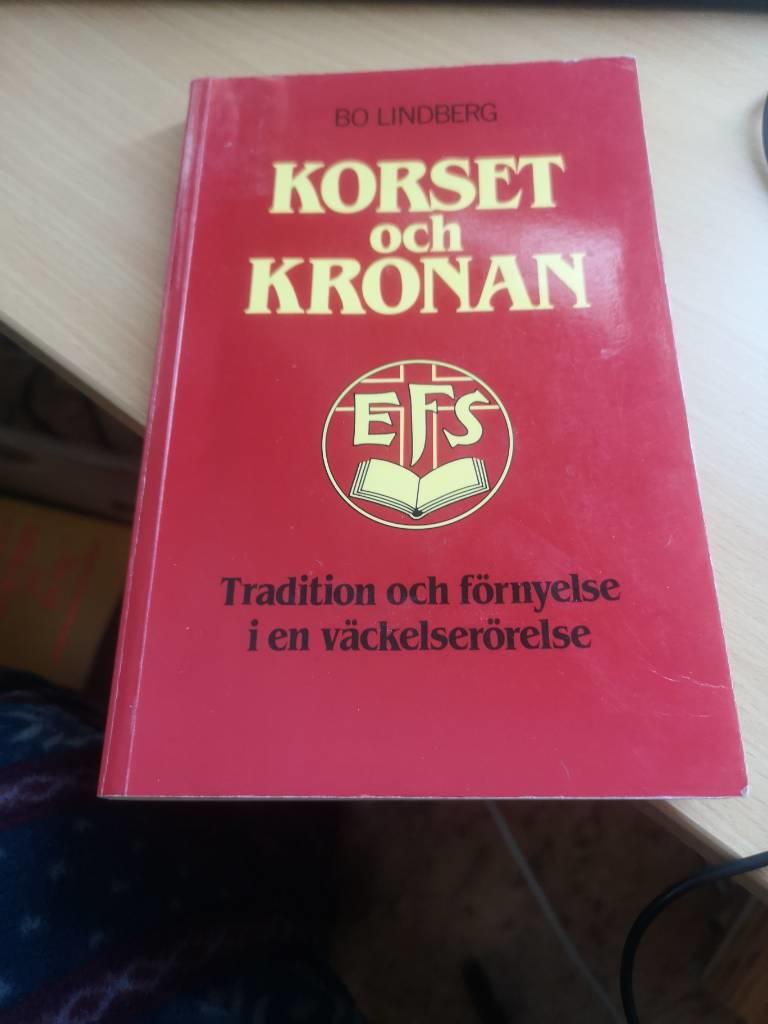 BO LINDBERG
KORSET
och
KRONAN
EFS
Tradition och förnyelse
i en väckelserörelse